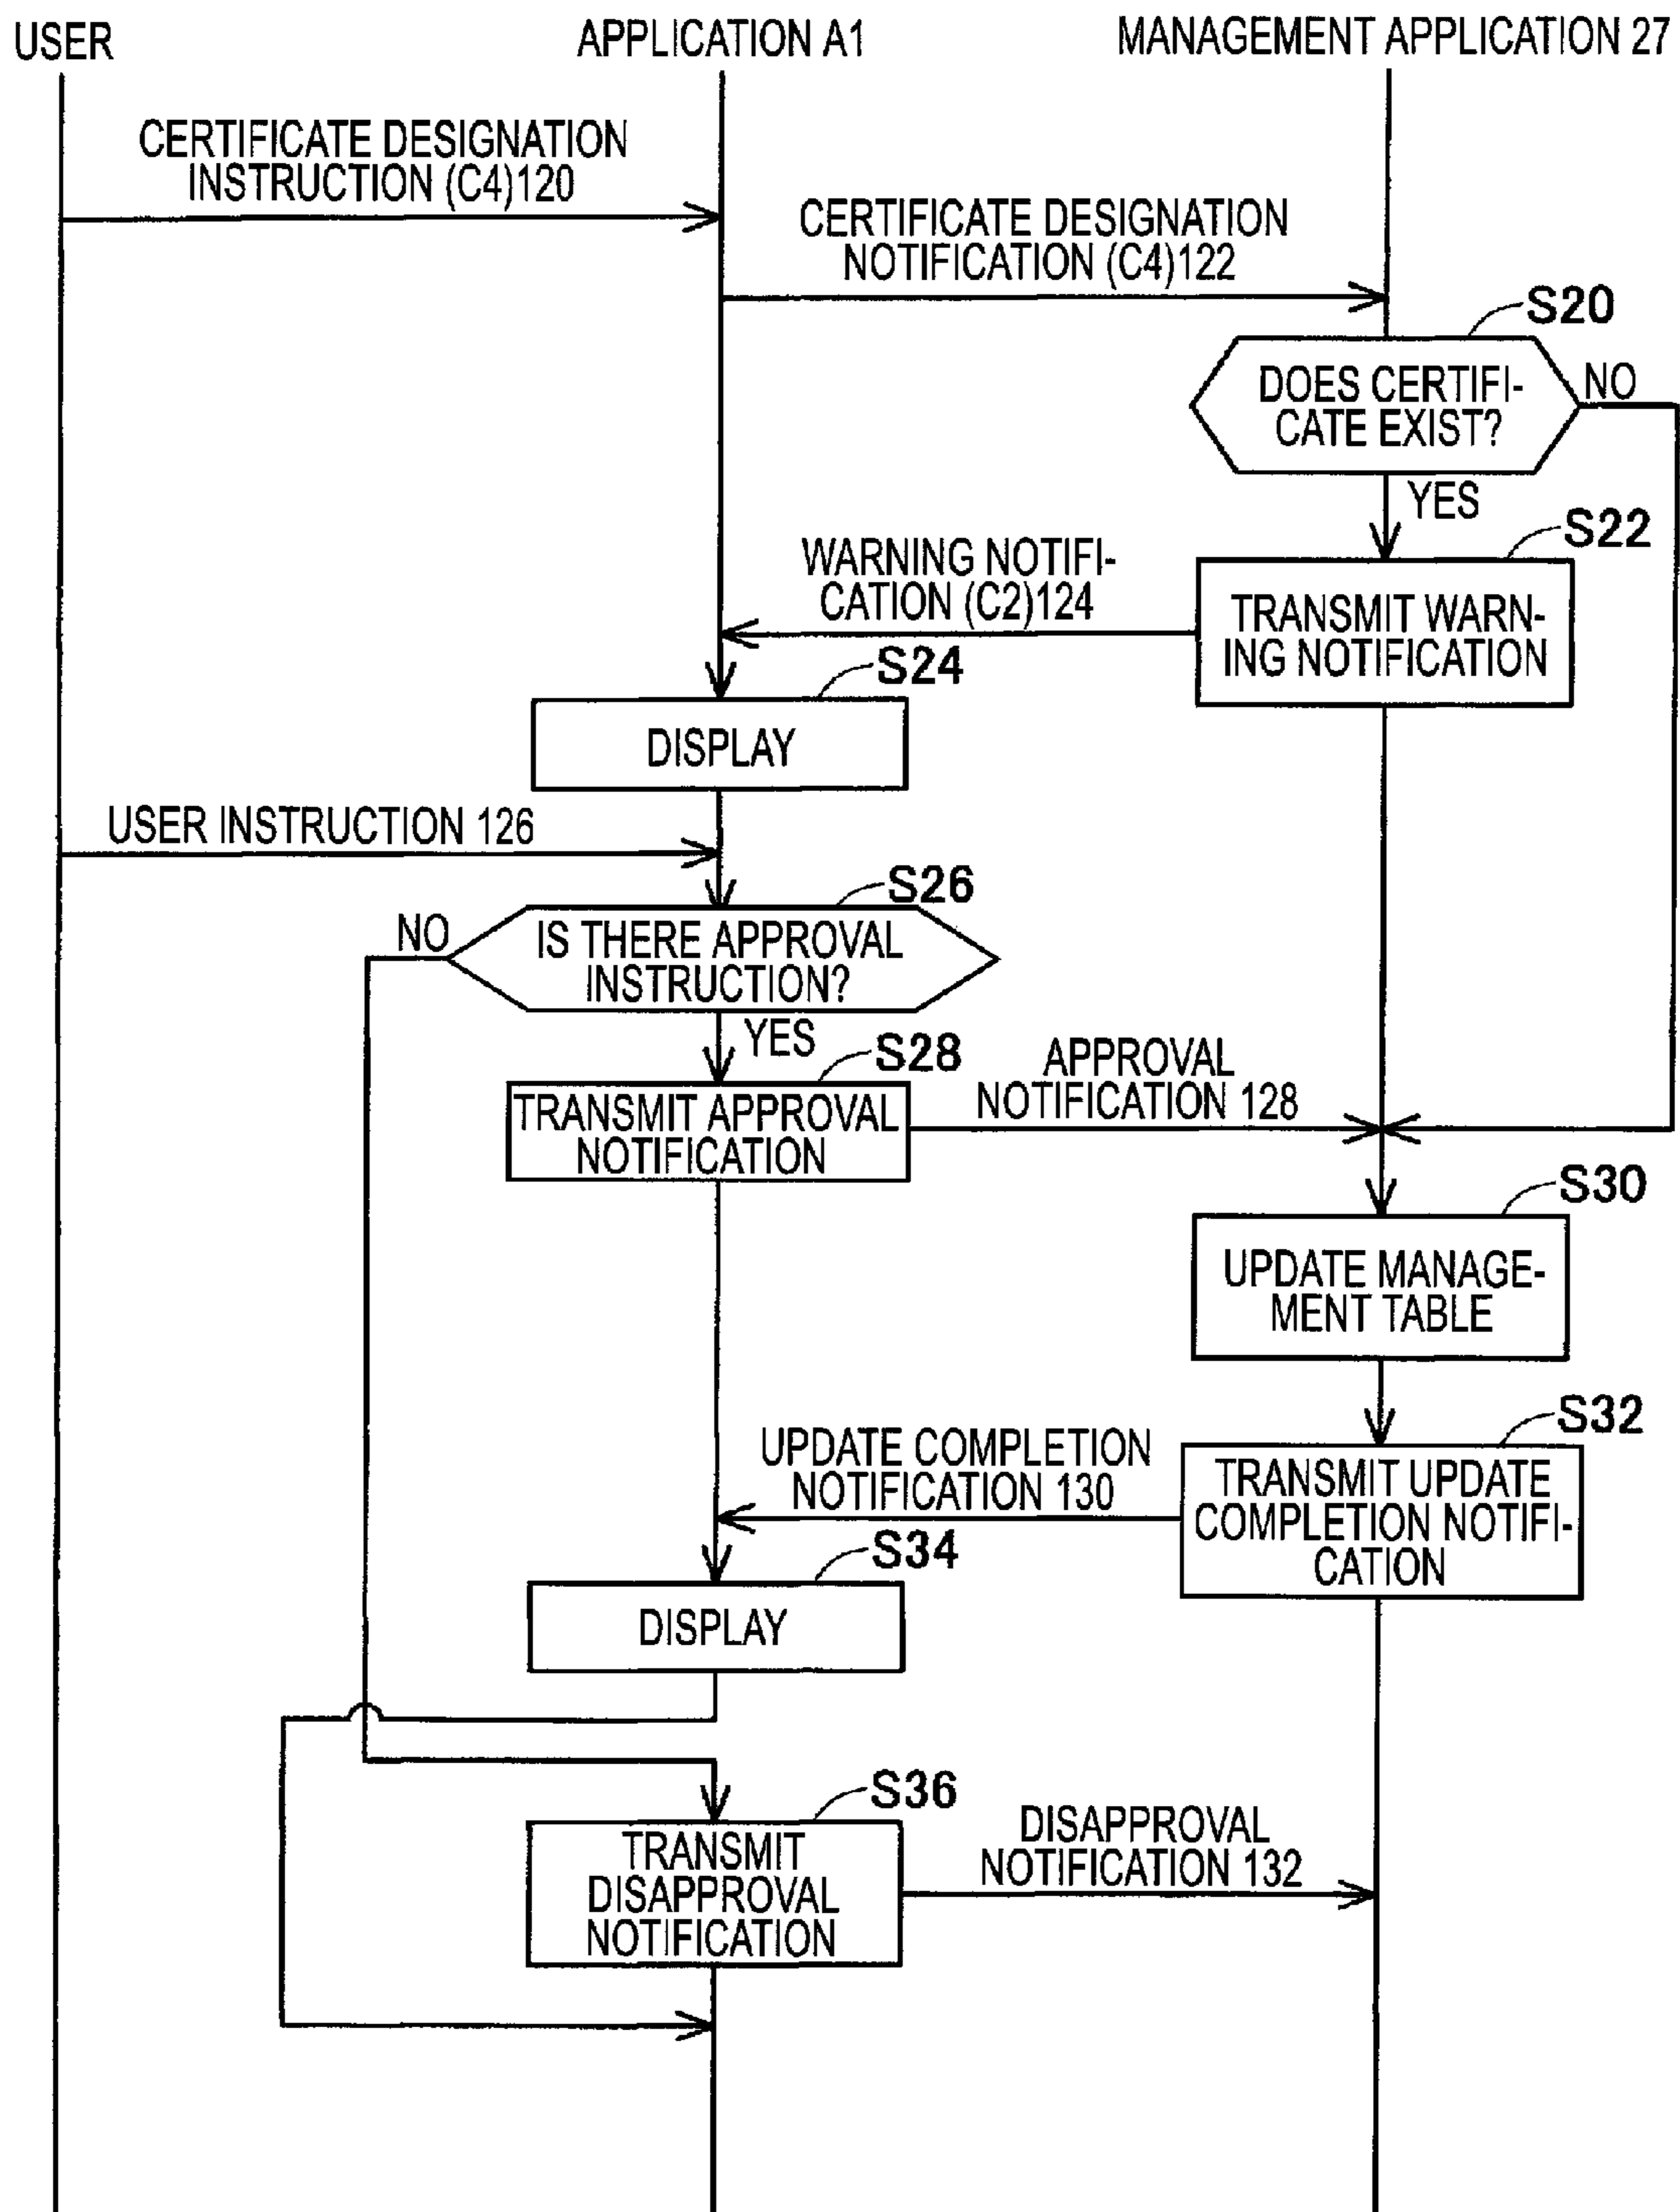 USER
APPLICATION A1
MANAGEMENT APPLICATION 27
CERTIFICATE DESIGNATION
INSTRUCTION (C4)120
CERTIFICATE DESIGNATION
NOTIFICATION (C4)122
S20
DOES CERTIFI-
CATE EXIST?
NO
YES
S22
WARNING NOTIFI-
CATION (C2)124
TRANSMIT WARN-
ING NOTIFICATION
S24
DISPLAY
USER INSTRUCTION 126
S26
NO
IS THERE APPROVAL
INSTRUCTION?
YES
S28
TRANSMIT APPROVAL
NOTIFICATION
APPROVAL
NOTIFICATION 128
S30
UPDATE MANAGE-
MENT TABLE
S32
UPDATE COMPLETION
NOTIFICATION 130
TRANSMIT UPDATE
COMPLETION NOTIFI-
CATION
S34
DISPLAY
S36
TRANSMIT
DISAPPROVAL
NOTIFICATION
DISAPPROVAL
NOTIFICATION 132